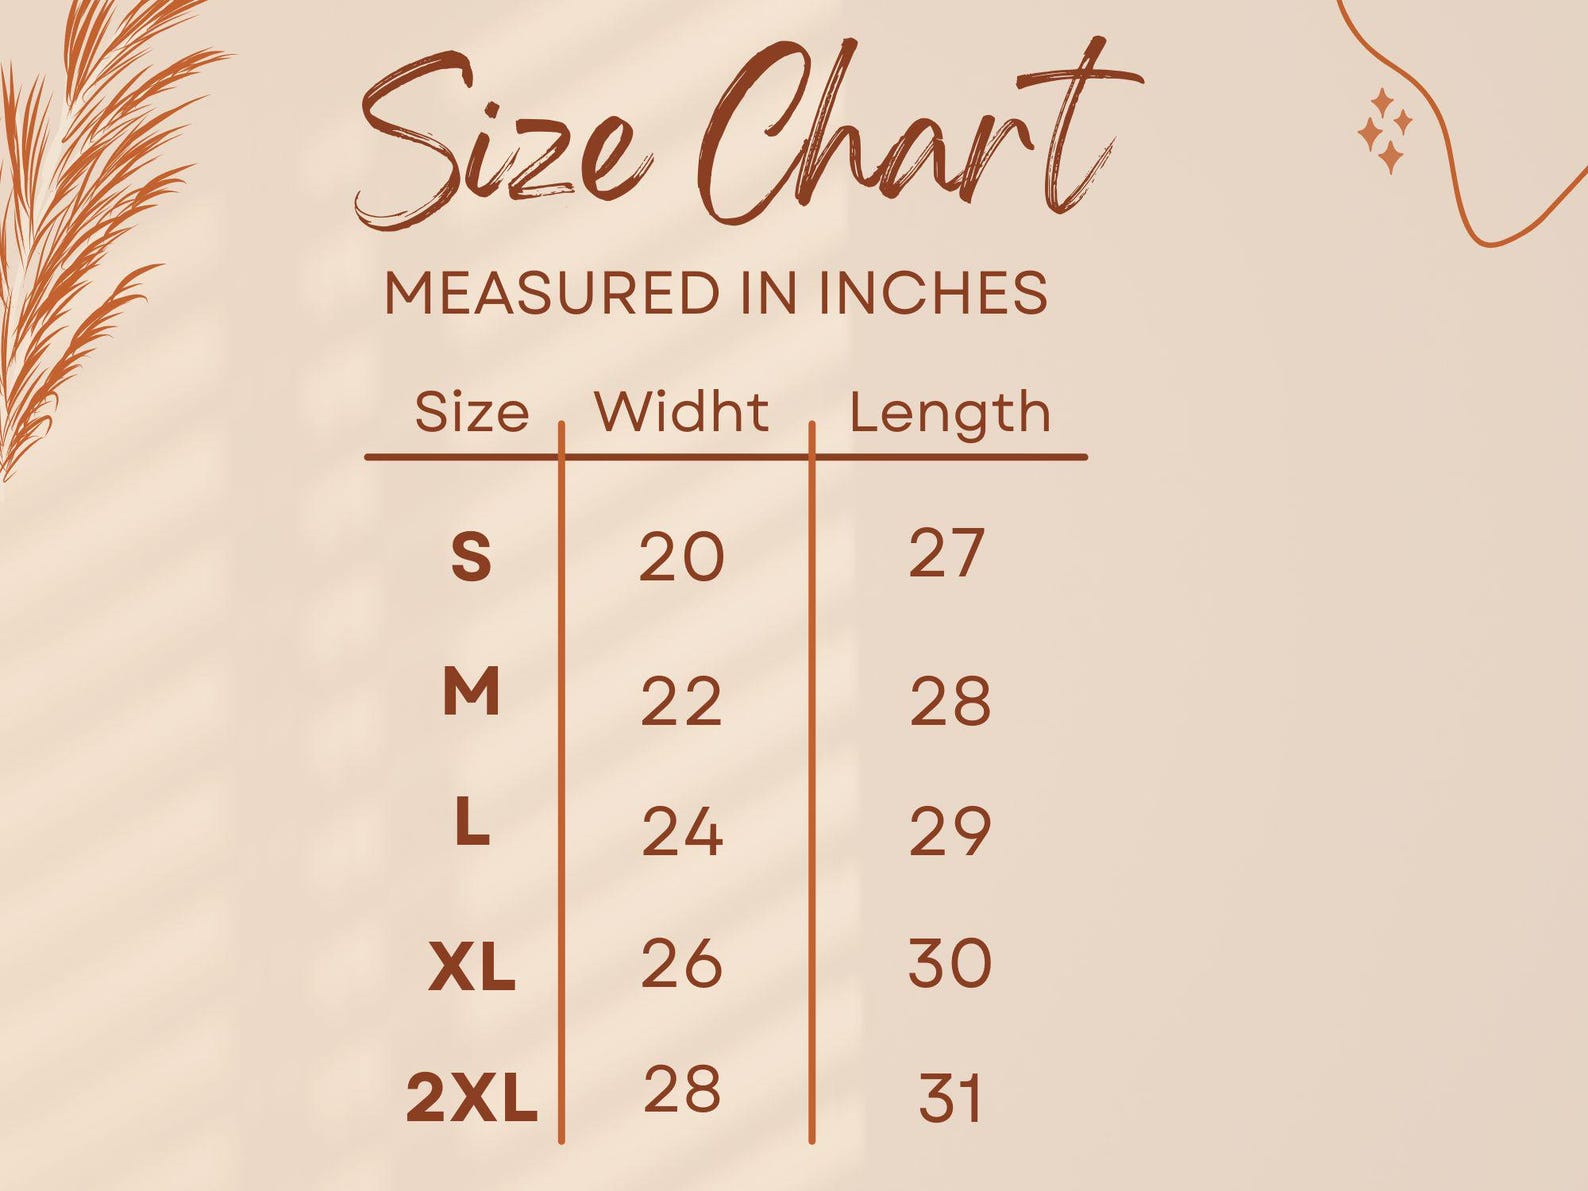 Size Chart
MEASURED IN INCHES
Size Widht Length
S 20 27
M 22 28
L 24 29
XL 26 30
2XL 28 31